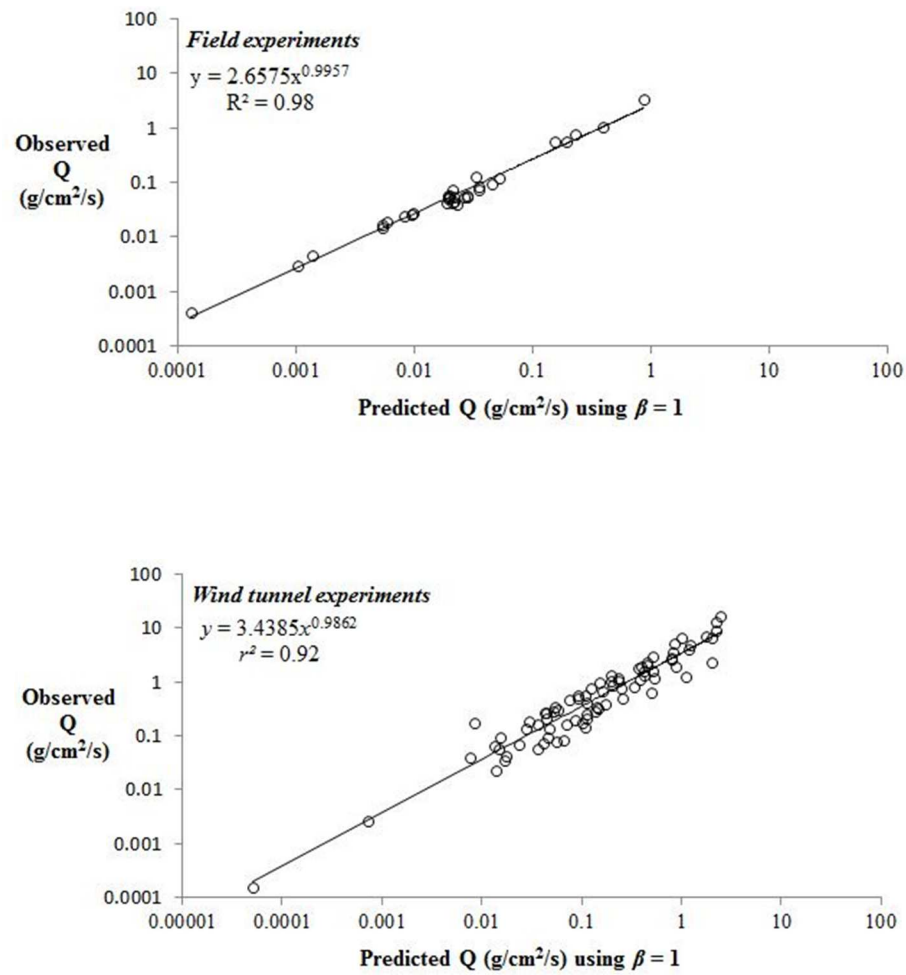 100
Field experiments
10
y = 2.6575x^0.9957
R² = 0.98
1
Observed
Q
(g/cm²/s)
0.1
0.01
0.001
0.0001
0.0001 0.001 0.01 0.1 1 10 100
Predicted Q (g/cm²/s) using β = 1
100
Wind tunnel experiments
10
y = 3.4385x^0.9862
r² = 0.92
1
Observed
Q
(g/cm²/s)
0.1
0.01
0.001
0.0001
0.00001 0.0001 0.001 0.01 0.1 1 10 100
Predicted Q (g/cm²/s) using β = 1